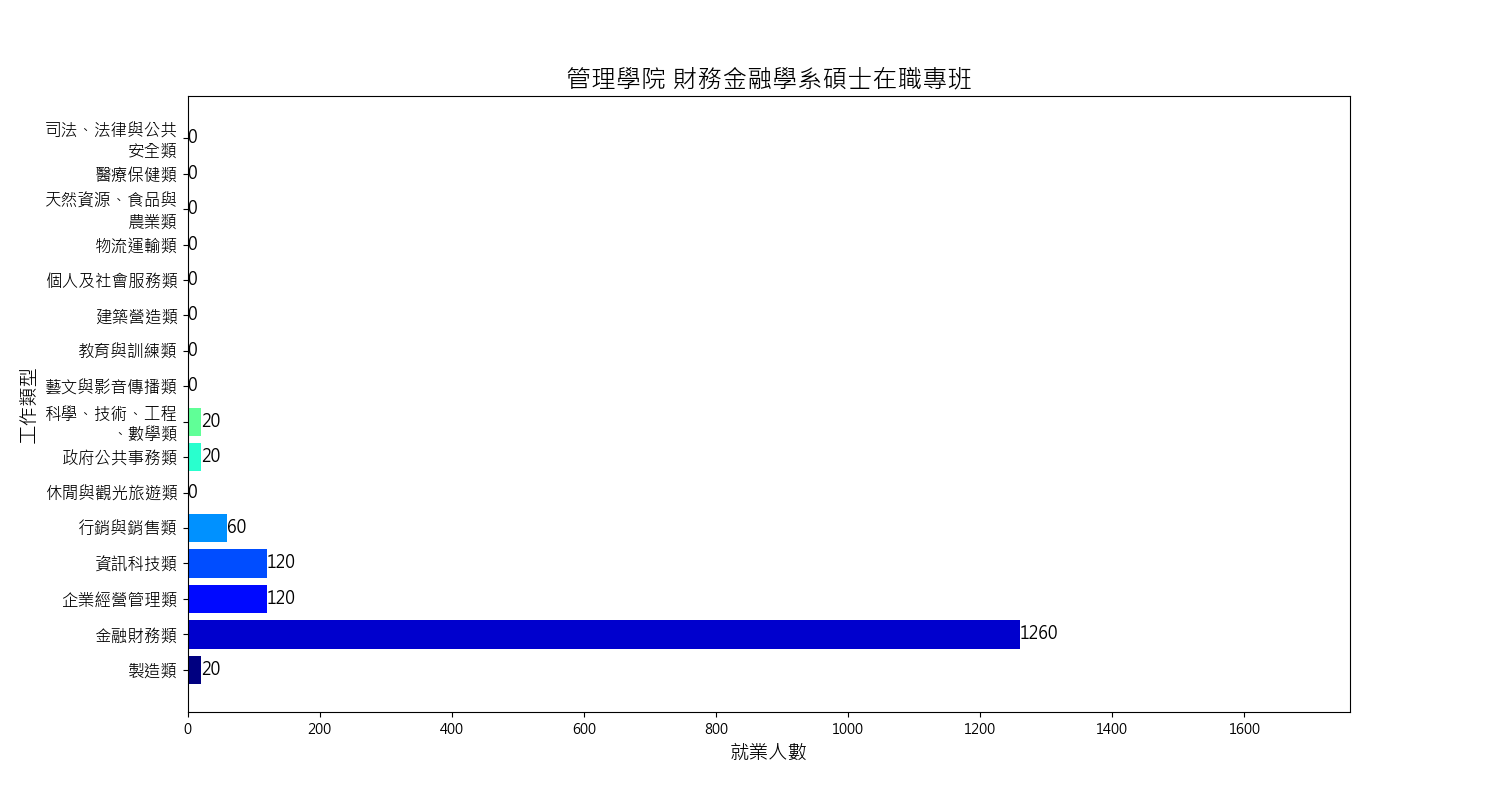 管理學院 財務金融學系碩士在職專班
工作類型
司法、法律與公共
安全類
0
醫療保健類
0
天然資源、食品與
農業類
0
物流運輸類
0
個人及社會服務類
0
建築營造類
0
教育與訓練類
0
藝文與影音傳播類
0
科學、技術、工程
、數學類
20
政府公共事務類
20
休閒與觀光旅遊類
0
行銷與銷售類
60
資訊科技類
120
企業經營管理類
120
金融財務類
1260
製造類
20
0
200
400
600
800
1000
1200
1400
1600
就業人數